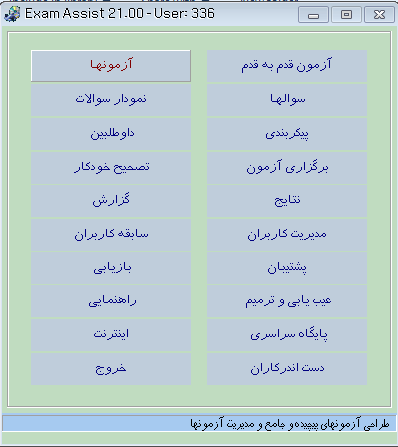 Exam Assist 21.00 - User: 336
آزمون قدم به قدم
آزمونها
سوالها
نمودار سوالات
پیکربندی
داوطلبین
برگزاری آزمون
تصحیح خودکار
نتایج
گزارش
مدیریت کاربران
سابقه کاربران
پشتیبان
بازیابی
عیب یابی و ترمیم
راهنمایی
پایگاه سراسری
اینترنت
دست اندرکاران
خروج
طراحی آزمونهای پیچیده و جامع و مدیریت آزمونها